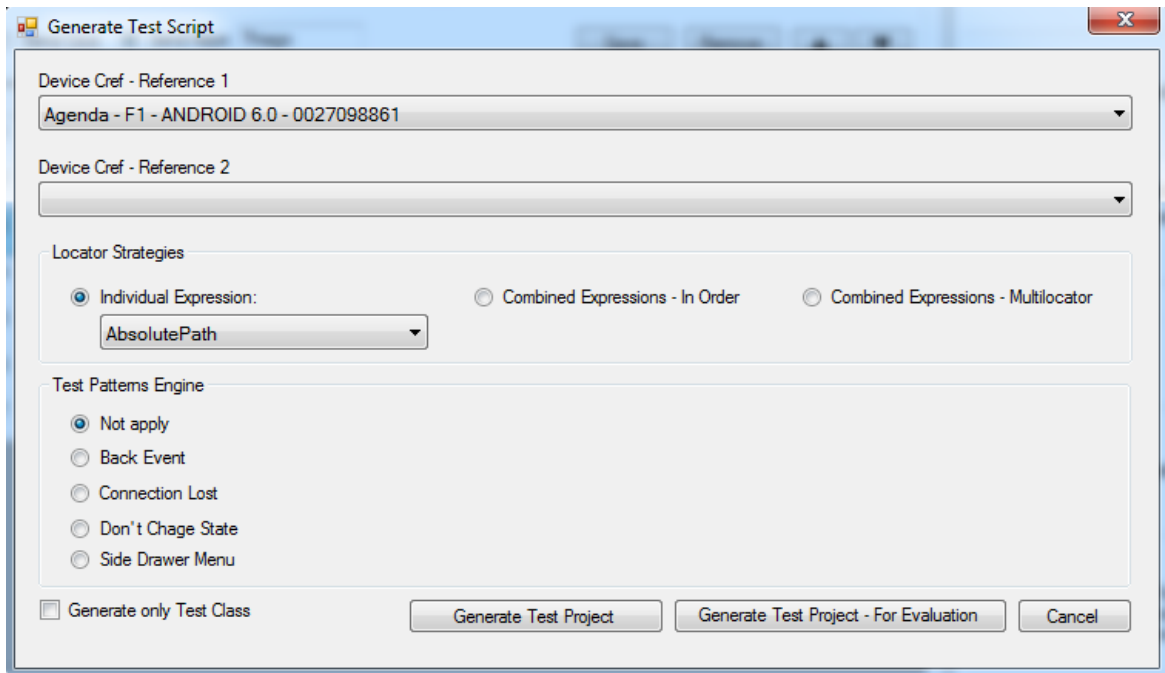 Generate Test Script
Device Cref - Reference 1
Agenda - F1 - ANDROID 6.0 - 0027098861
Device Cref - Reference 2
Locator Strategies
Individual Expression: Combined Expressions - In Order Combined Expressions - Multilocator
AbsolutePath
Test Patterns Engine
Not apply
Back Event
Connection Lost
Don't Chage State
Side Drawer Menu
Generate only Test Class Generate Test Project Generate Test Project - For Evaluation Cancel